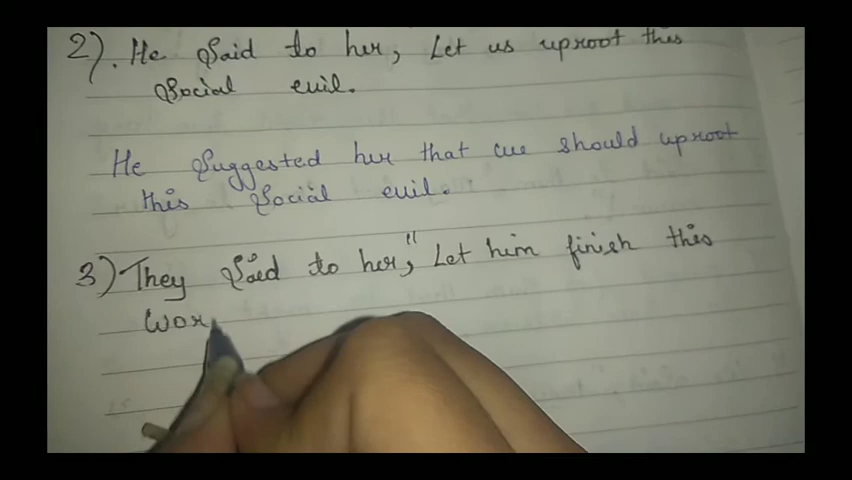 2). He said to her, Let us uproot this
social evil.
He suggested her that we should uproot
this social evil.
3) They said to her," Let him finish this
wor